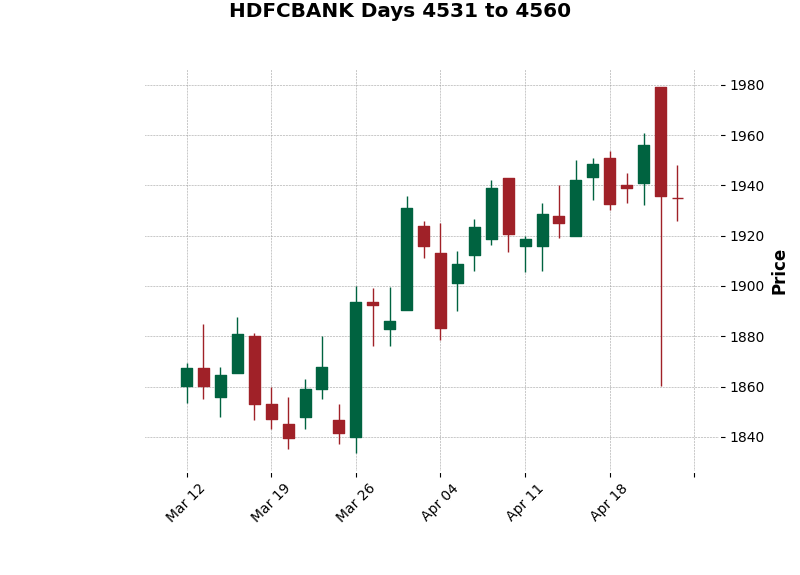 HDFCBANK Days 4531 to 4560
1980
1960
1940
1920
1900
1880
1860
1840
Price
Mar 12
Mar 19
Mar 26
Apr 04
Apr 11
Apr 18